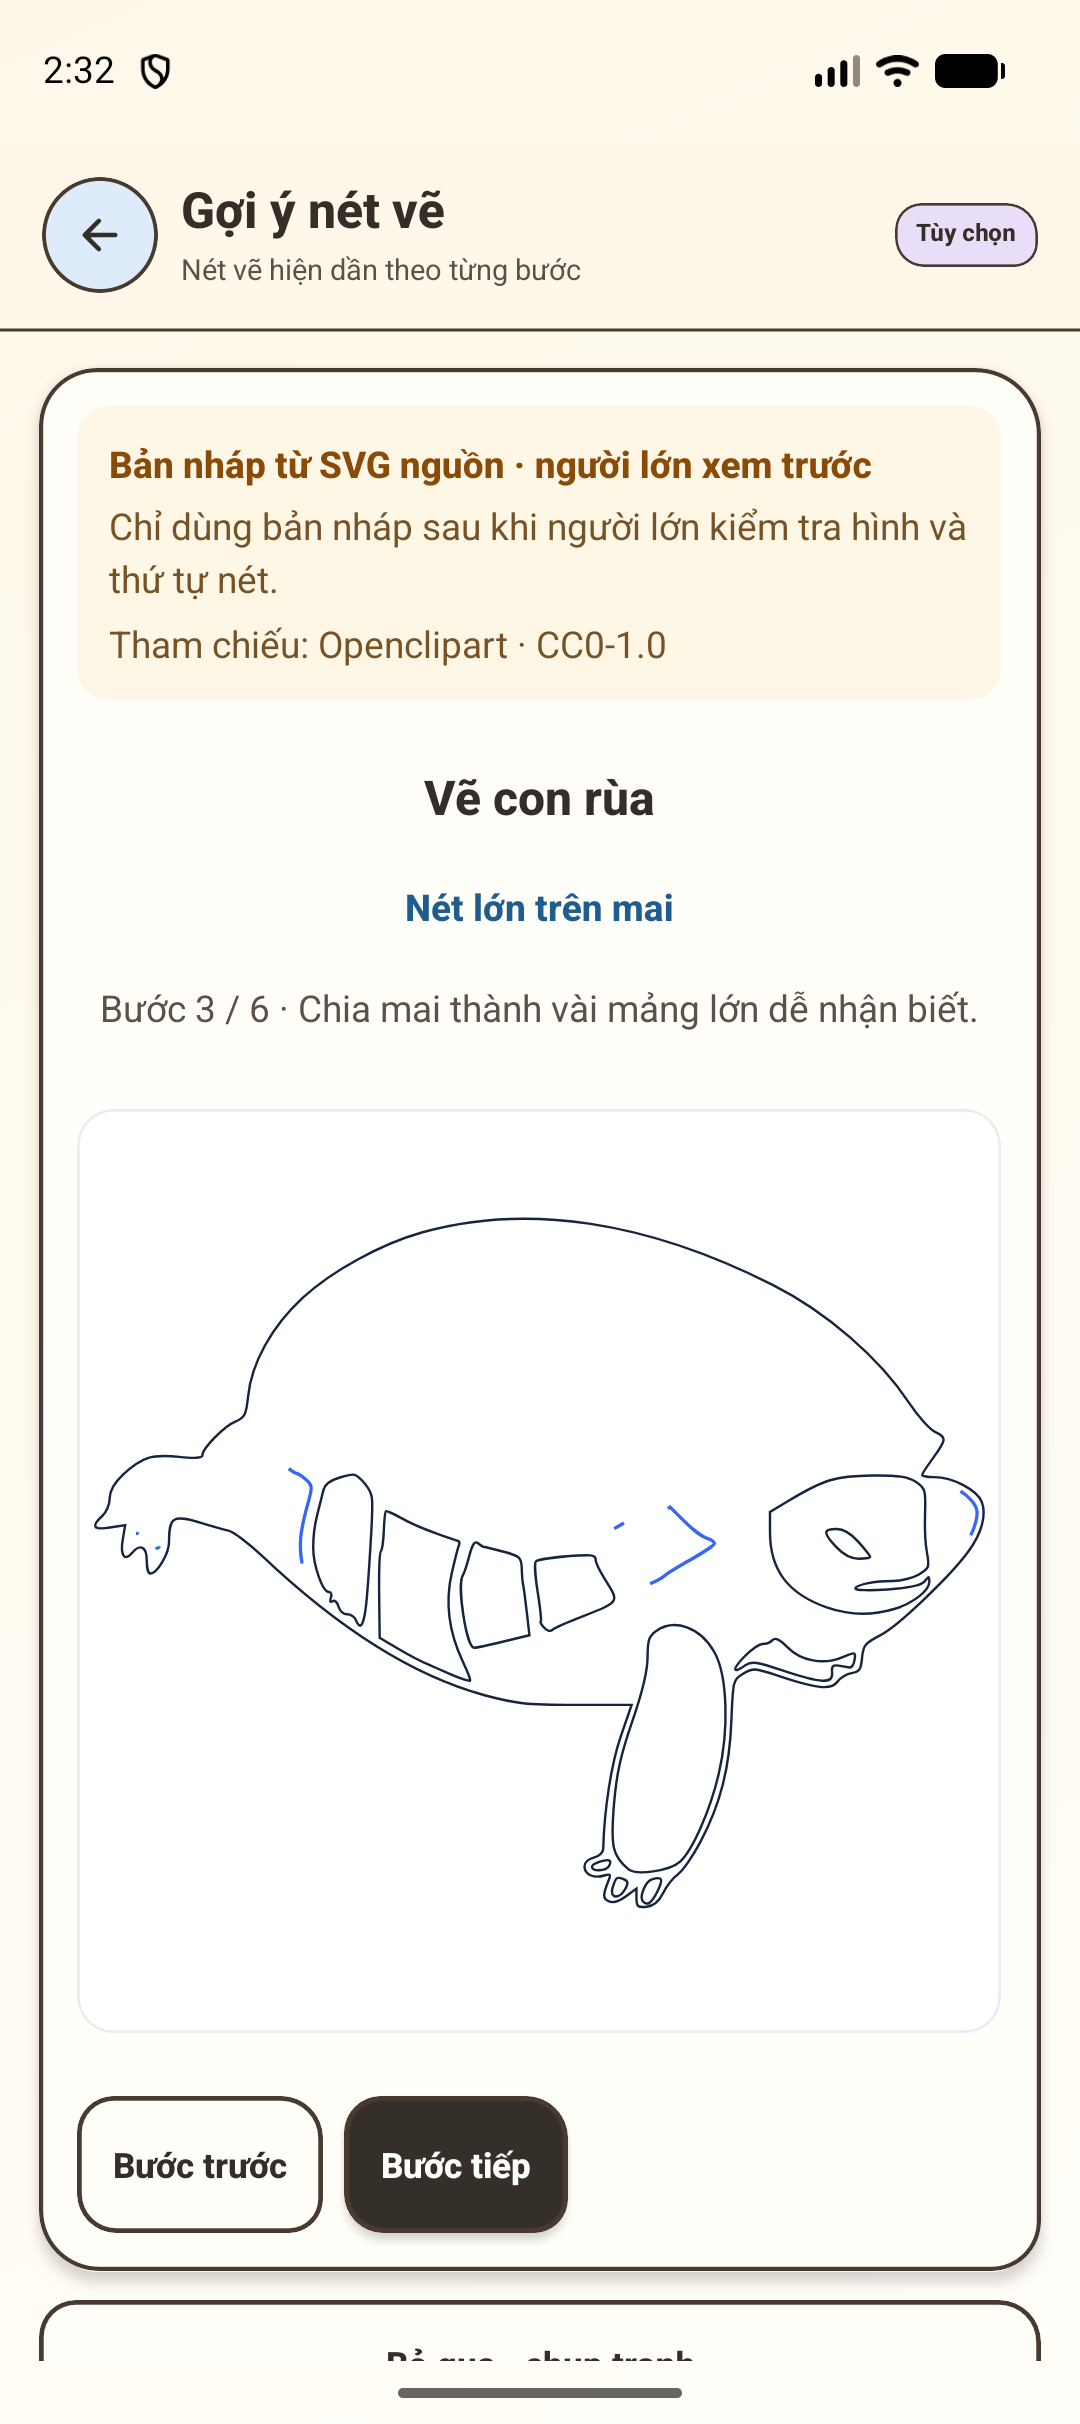 2:32
Gợi ý nét vẽ
Nét vẽ hiện dần theo từng bước
Tùy chọn
Bản nháp từ SVG nguồn · người lớn xem trước
Chỉ dùng bản nháp sau khi người lớn kiểm tra hình và
thứ tự nét.
Tham chiếu: Openclipart · CC0-1.0
Vẽ con rùa
Nét lớn trên mai
Bước 3 / 6 · Chia mai thành vài mảng lớn dễ nhận biết.
Bước trước
Bước tiếp